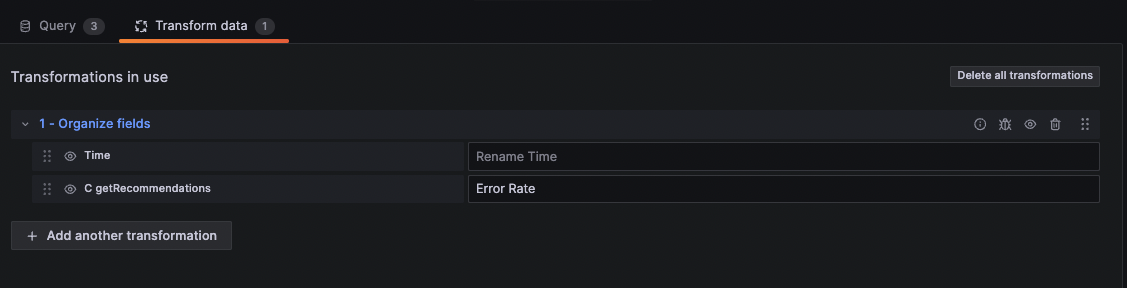 Query 3 Transform data 1
Transformations in use Delete all transformations
1 - Organize fields
Time Rename Time
C getRecommendations Error Rate
+ Add another transformation